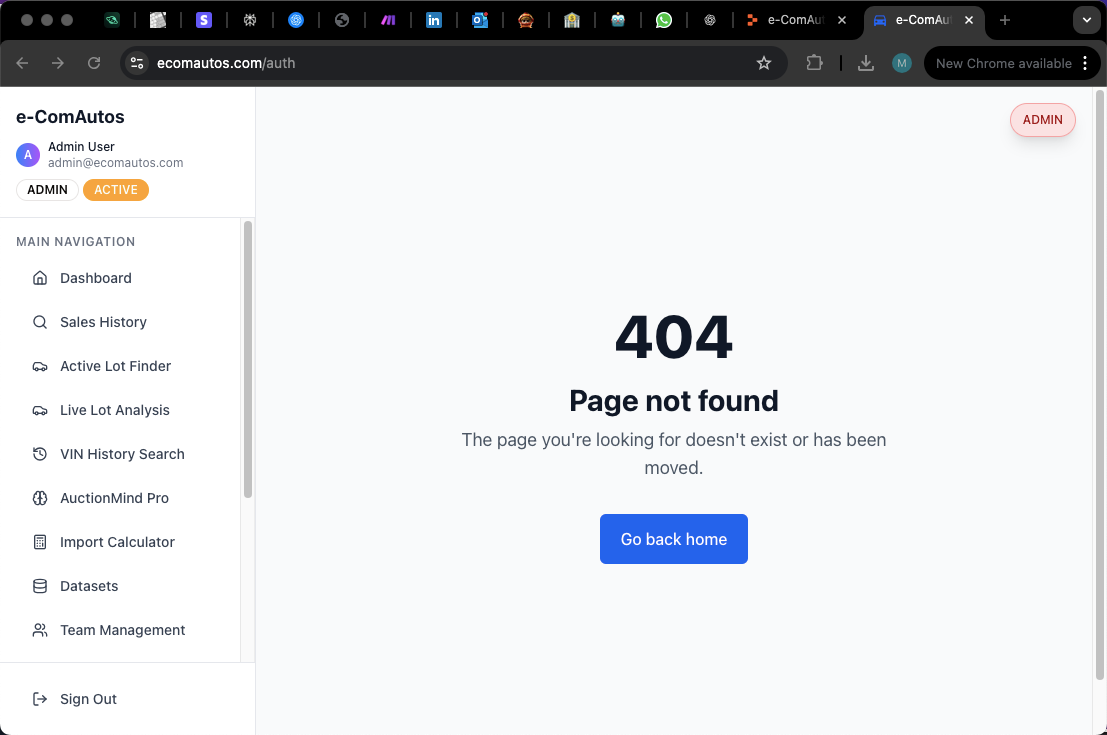 e-ComAu
e-ComAu
ecomautos.com/auth
M
New Chrome available
e-ComAutos
A
Admin User
admin@ecomautos.com
ADMIN
ACTIVE
ADMIN
MAIN NAVIGATION
Dashboard
Sales History
Active Lot Finder
Live Lot Analysis
VIN History Search
AuctionMind Pro
Import Calculator
Datasets
Team Management
Sign Out
404
Page not found
The page you're looking for doesn't exist or has been
moved.
Go back home